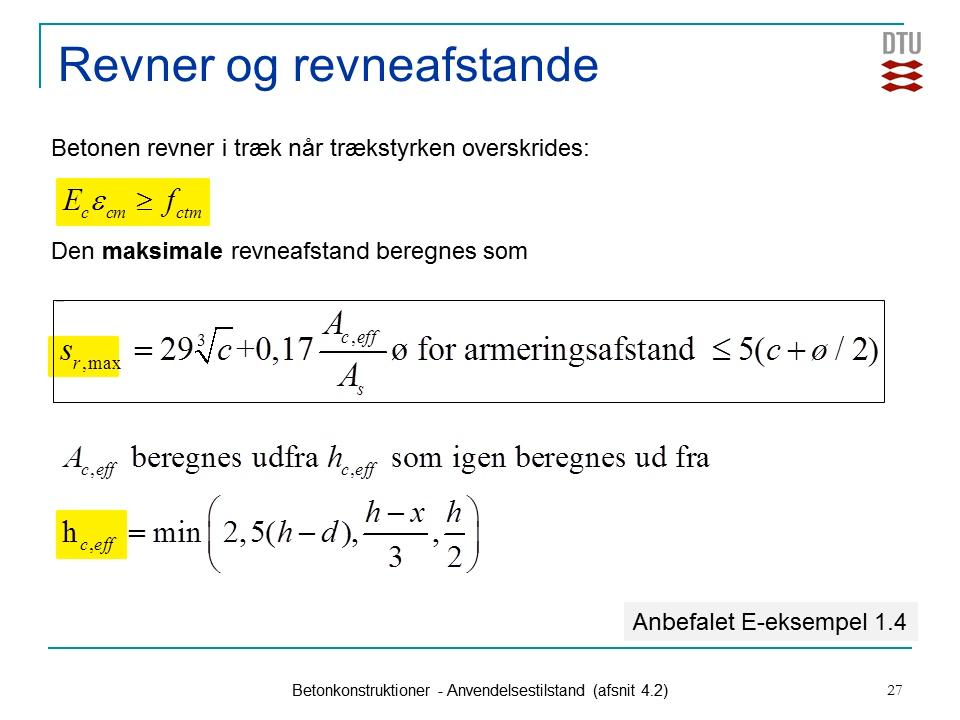 Revner og revneafstande
DTU
Betonen revner i træk når trækstyrken overskrides:
E_c ε_cm ≥ f_ctm
Den maksimale revneafstand beregnes som
s_r,max = 29 ∛c +0,17 A_c,eff / A_s ø for armeringsafstand ≤ 5(c + ø / 2)
A_c,eff beregnes udfra h_c,eff som igen beregnes ud fra
h_c,eff = min (2,5(h − d), (h − x)/3, h/2)
Anbefalet E-eksempel 1.4
Betonkonstruktioner - Anvendelsestilstand (afsnit 4.2)
27